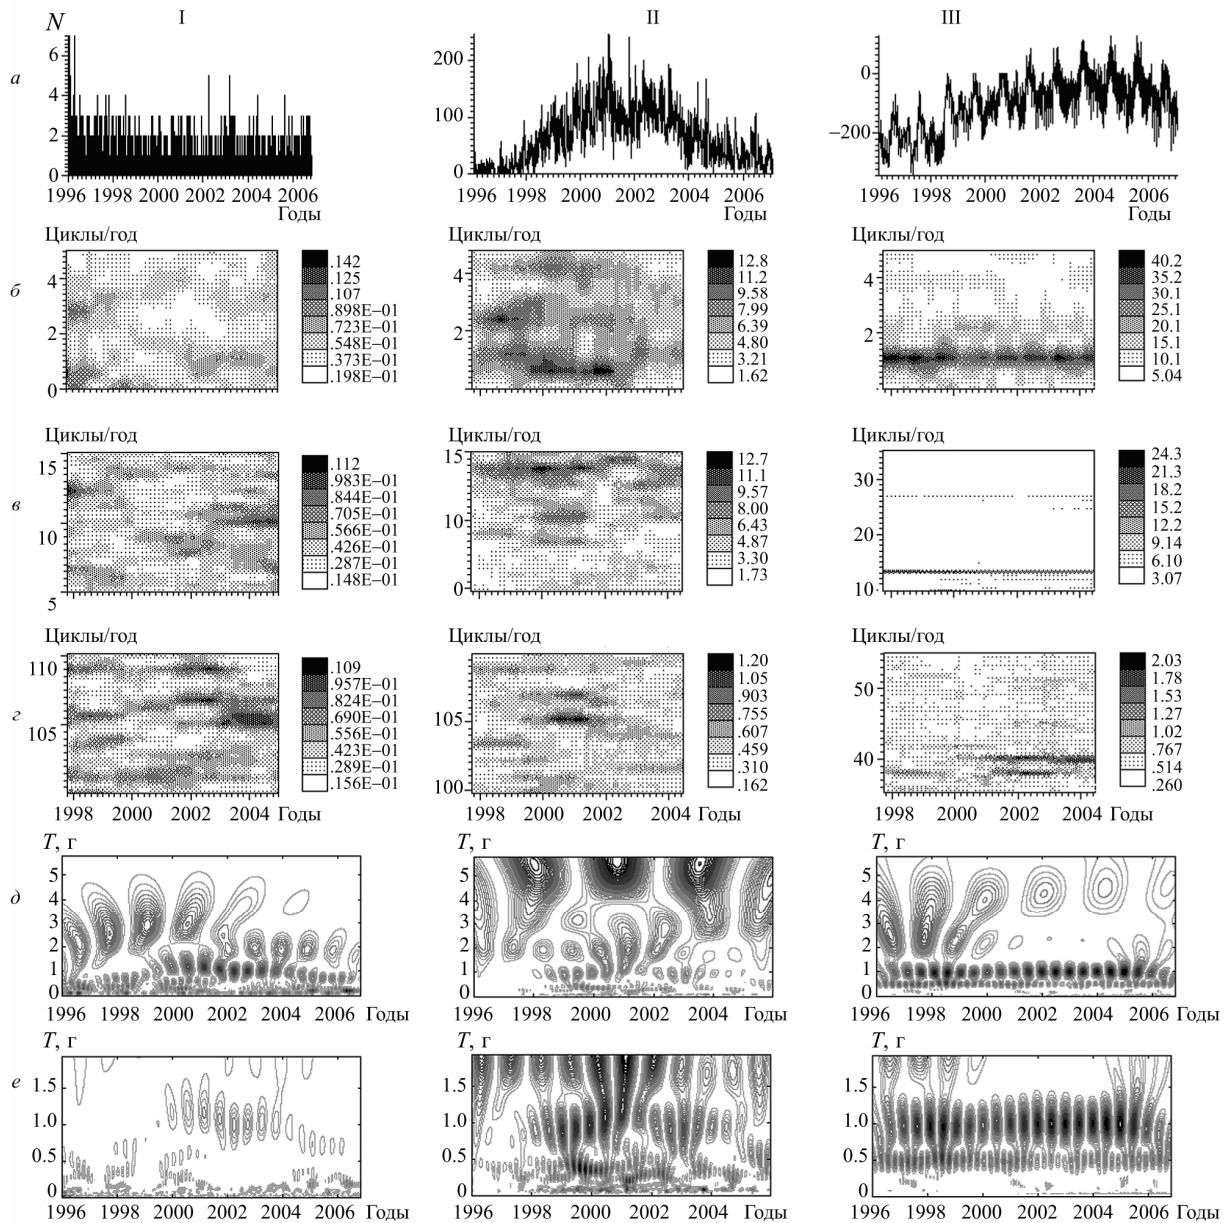 I II III
N
а
6
4
2
0
1996 1998 2000 2002 2004 2006
Годы
200
100
0
1996 1998 2000 2002 2004 2006
Годы
0
−200
1996 1998 2000 2002 2004 2006
Годы
б
Циклы/год
4
2
0
.142
.125
.107
.898E−01
.723E−01
.548E−01
.373E−01
.198E−01
Циклы/год
4
2
12.8
11.2
9.58
7.99
6.39
4.80
3.21
1.62
Циклы/год
4
2
40.2
35.2
30.1
25.1
20.1
15.1
10.1
5.04
в
Циклы/год
15
10
5
.112
.983E−01
.844E−01
.705E−01
.566E−01
.426E−01
.287E−01
.148E−01
Циклы/год
15
10
0
12.7
11.1
9.57
8.00
6.43
4.87
3.30
1.73
Циклы/год
30
20
10
24.3
21.3
18.2
15.2
12.2
9.14
6.10
3.07
г
Циклы/год
110
105
.109
.957E−01
.824E−01
.690E−01
.556E−01
.423E−01
.289E−01
.156E−01
1998 2000 2002 2004 Годы
Циклы/год
105
100
1.20
1.05
.903
.755
.607
.459
.310
.162
1998 2000 2002 2004 Годы
Циклы/год
50
40
2.03
1.78
1.53
1.27
1.02
.767
.514
.260
1998 2000 2002 2004 Годы
д
T, г
5
4
3
2
1
0
1996 1998 2000 2002 2004 2006 Годы
T, г
5
4
3
2
1
0
1996 1998 2000 2002 2004 Годы
T, г
5
4
3
2
1
0
1996 1998 2000 2002 2004 2006 Годы
е
T, г
1.5
1.0
0.5
0
1996 1998 2000 2002 2004 2006 Годы
T, г
1.5
1.0
0.5
0
1996 1998 2000 2002 2004 Годы
T, г
1.5
1.0
0.5
0
1996 1998 2000 2002 2004 2006 Годы